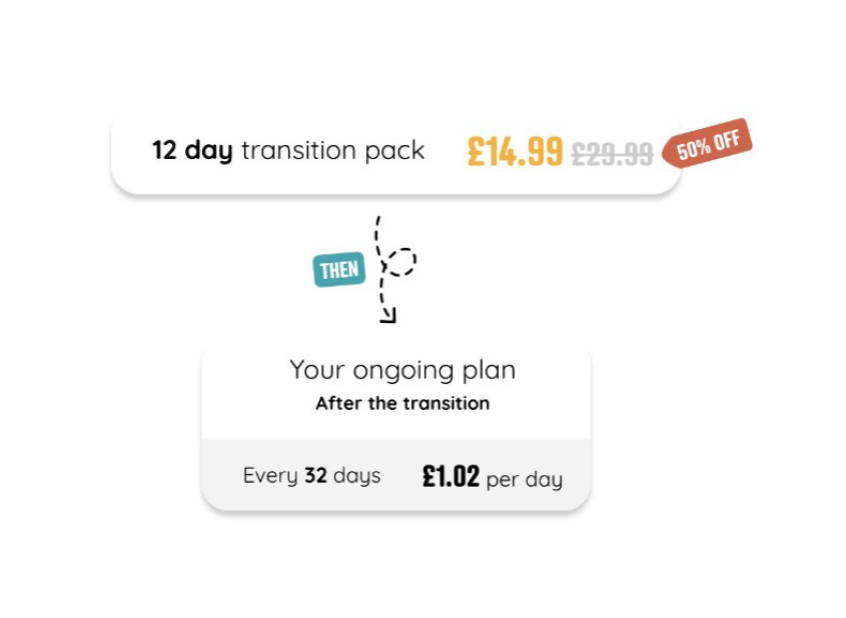 12 day transition pack £14.99 £29.99 50% OFF
THEN
Your ongoing plan
After the transition
Every 32 days £1.02 per day